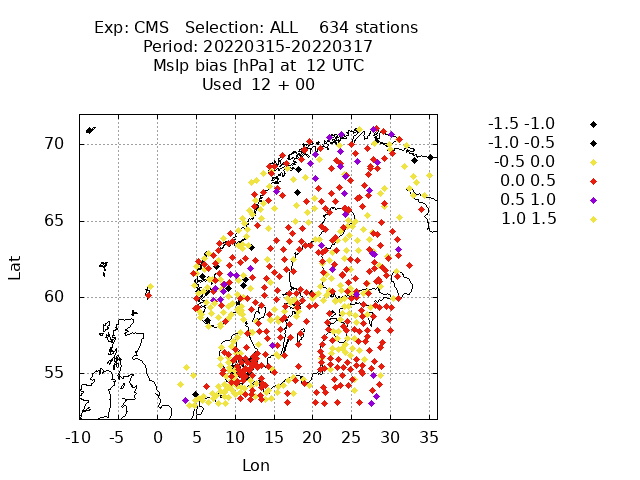 Exp: CMS Selection: ALL 634 stations
Period: 20220315-20220317
Mslp bias [hPa] at 12 UTC
Used 12 + 00
70
65
60
55
-10 -5 0 5 10 15 20 25 30 35
Lat
Lon
-1.5 -1.0
-1.0 -0.5
-0.5 0.0
0.0 0.5
0.5 1.0
1.0 1.5